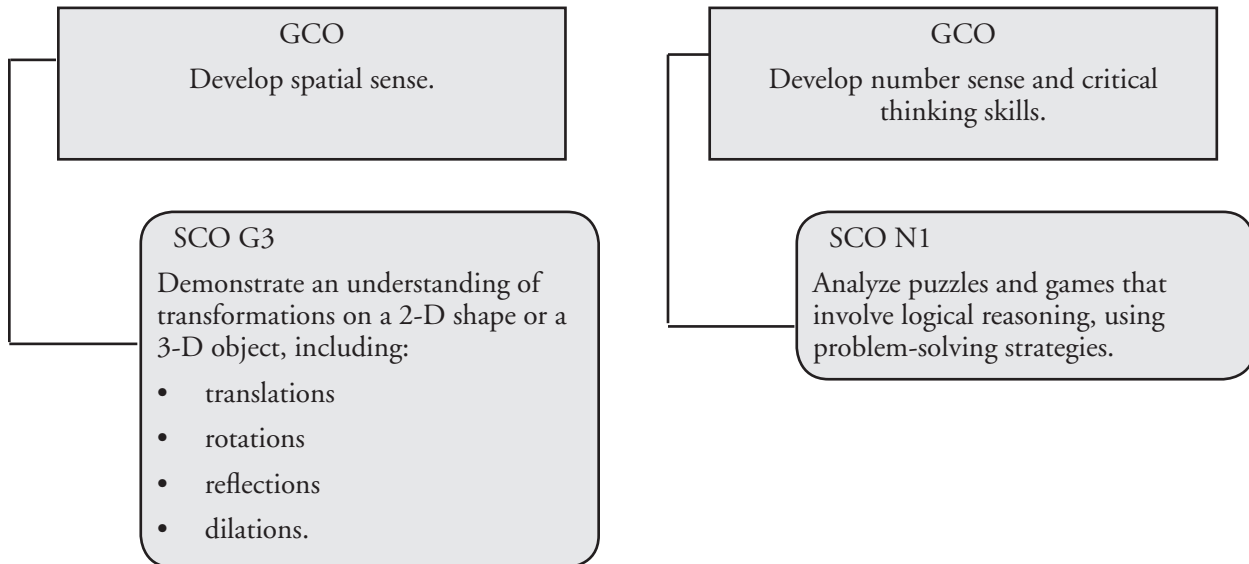 GCO
Develop spatial sense.
GCO
Develop number sense and critical
thinking skills.
SCO G3
Demonstrate an understanding of
transformations on a 2-D shape or a
3-D object, including:
• translations
• rotations
• reflections
• dilations.
SCO N1
Analyze puzzles and games that
involve logical reasoning, using
problem-solving strategies.